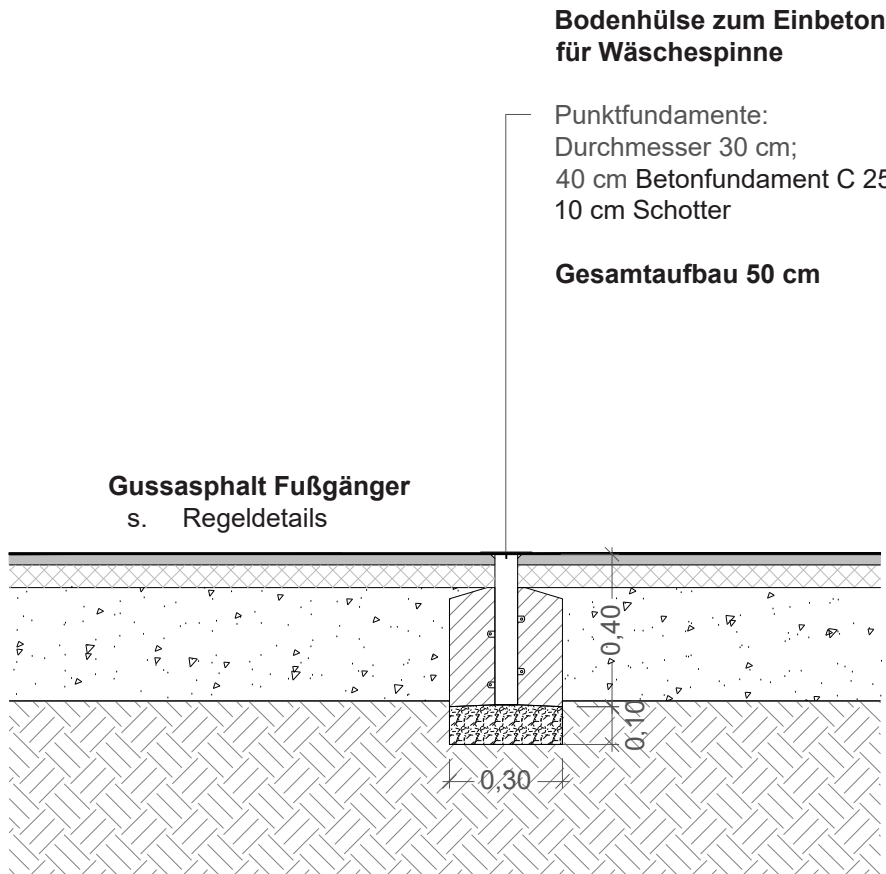 Bodenhülse zum Einbeton
für Wäschespinne
Punktfundamente:
Durchmesser 30 cm;
40 cm Betonfundament C 25
10 cm Schotter
Gesamtaufbau 50 cm
Gussasphalt Fußgänger
s. Regeldetails
0,40
0,10
0,30